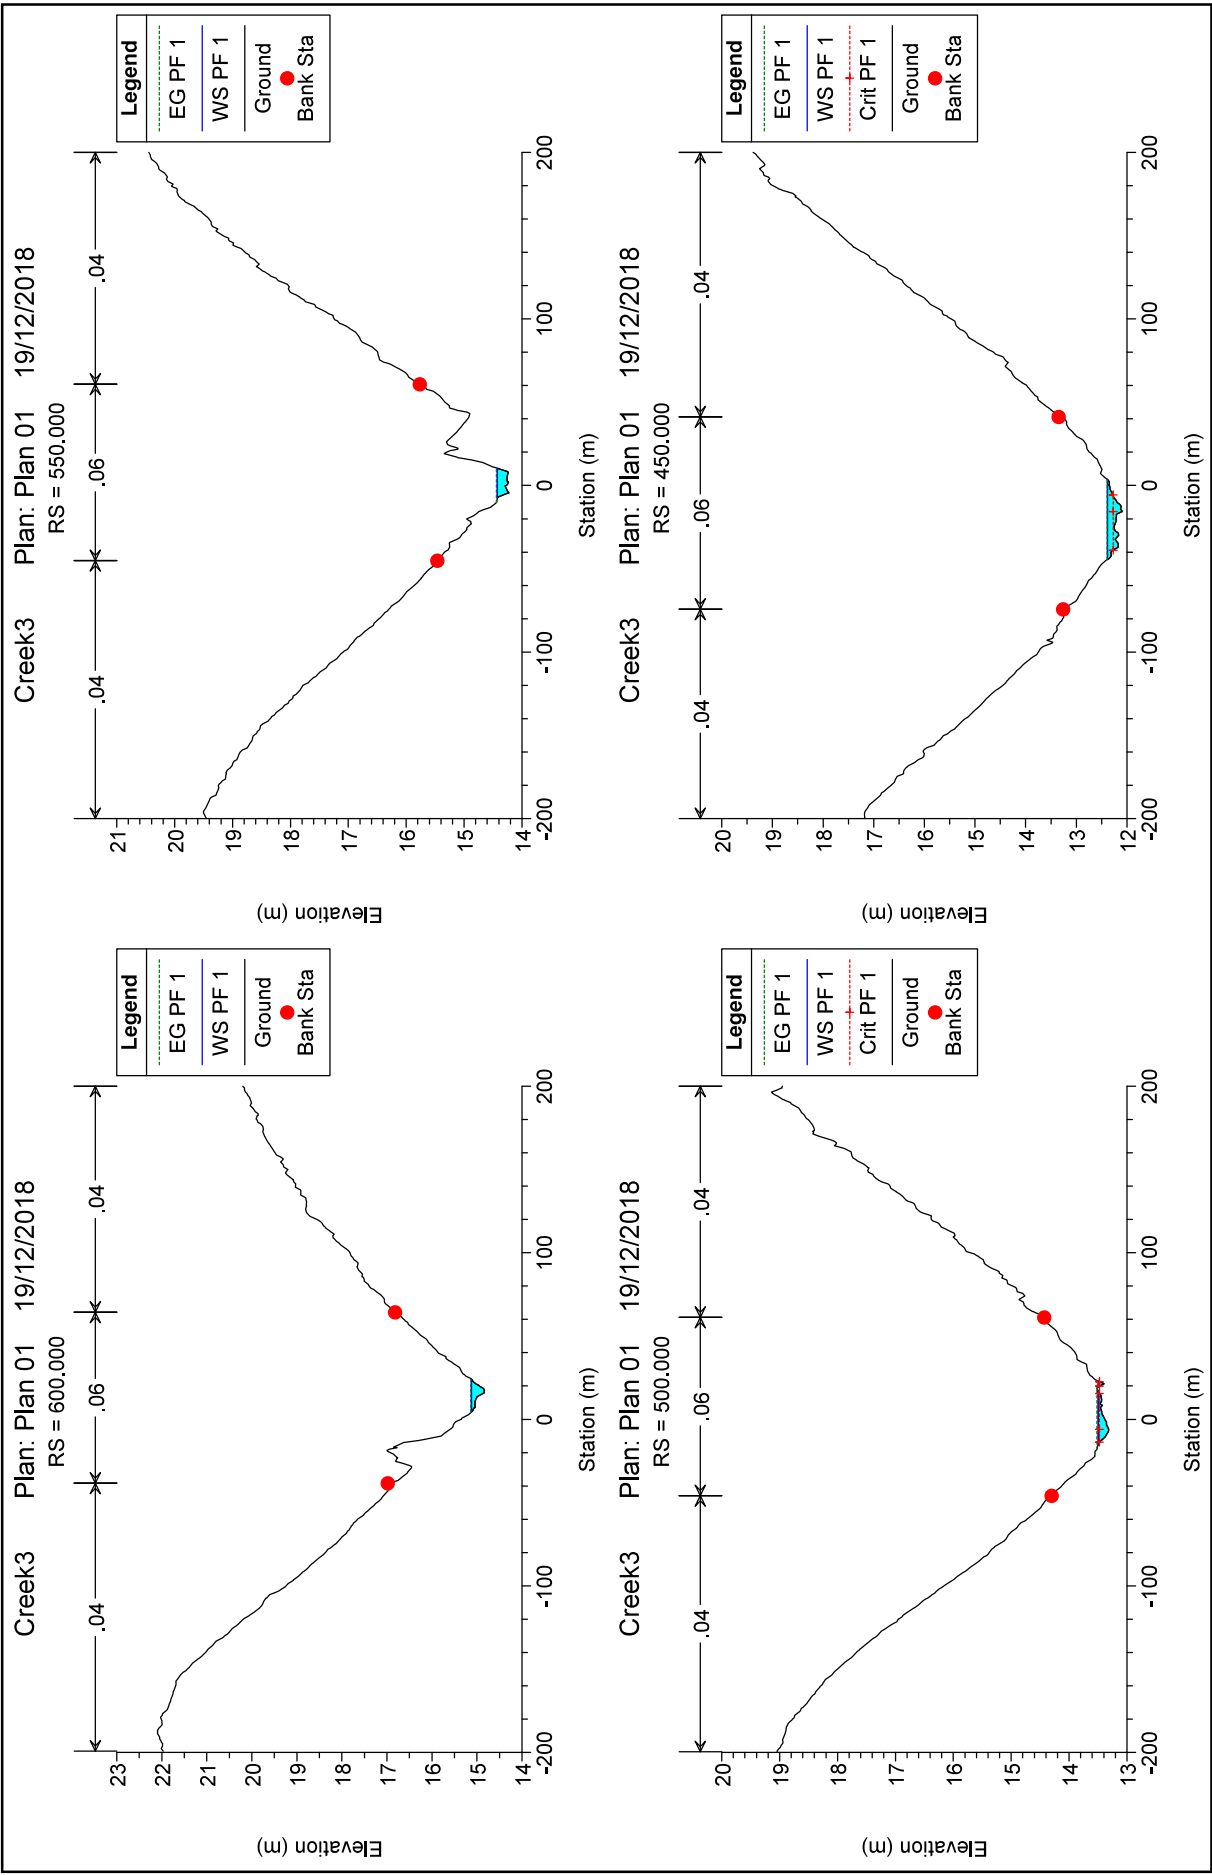 Creek3 Plan: Plan 01 19/12/2018
RS = 600.000
.04
.06
.04
Legend
EG PF 1
WS PF 1
Ground
Bank Sta
Elevation (m)
23
22
21
20
19
18
17
16
15
14
-200
-100
0
100
200
Station (m)
Creek3 Plan: Plan 01 19/12/2018
RS = 550.000
.04
.06
.04
Legend
EG PF 1
WS PF 1
Ground
Bank Sta
Elevation (m)
21
20
19
18
17
16
15
14
-200
-100
0
100
200
Station (m)
Creek3 Plan: Plan 01 19/12/2018
RS = 500.000
.04
.06
.04
Legend
EG PF 1
WS PF 1
Crit PF 1
Ground
Bank Sta
Elevation (m)
20
19
18
17
16
15
14
13
-200
-100
0
100
200
Station (m)
Creek3 Plan: Plan 01 19/12/2018
RS = 450.000
.04
.06
.04
Legend
EG PF 1
WS PF 1
Crit PF 1
Ground
Bank Sta
Elevation (m)
20
19
18
17
16
15
14
13
12
-200
-100
0
100
200
Station (m)